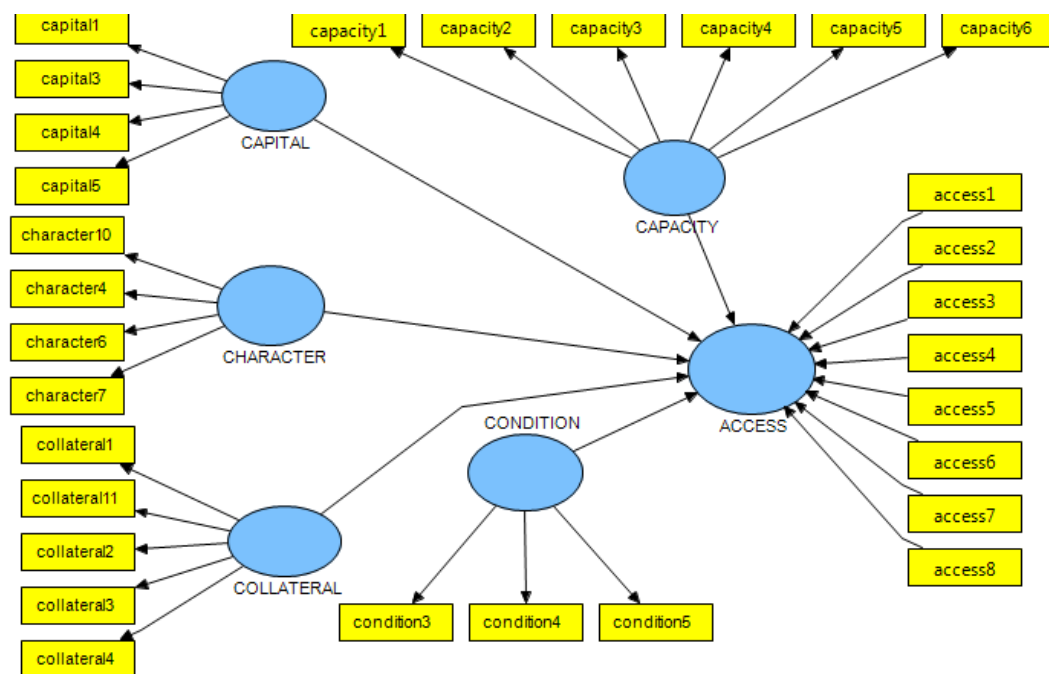 capital1
capital3
capital4
capital5
CAPITAL
capacity1
capacity2
capacity3
capacity4
capacity5
capacity6
CAPACITY
character10
character4
character6
character7
CHARACTER
access1
access2
access3
access4
access5
access6
access7
access8
ACCESS
CONDITION
condition3
condition4
condition5
collateral1
collateral11
collateral2
collateral3
collateral4
COLLATERAL